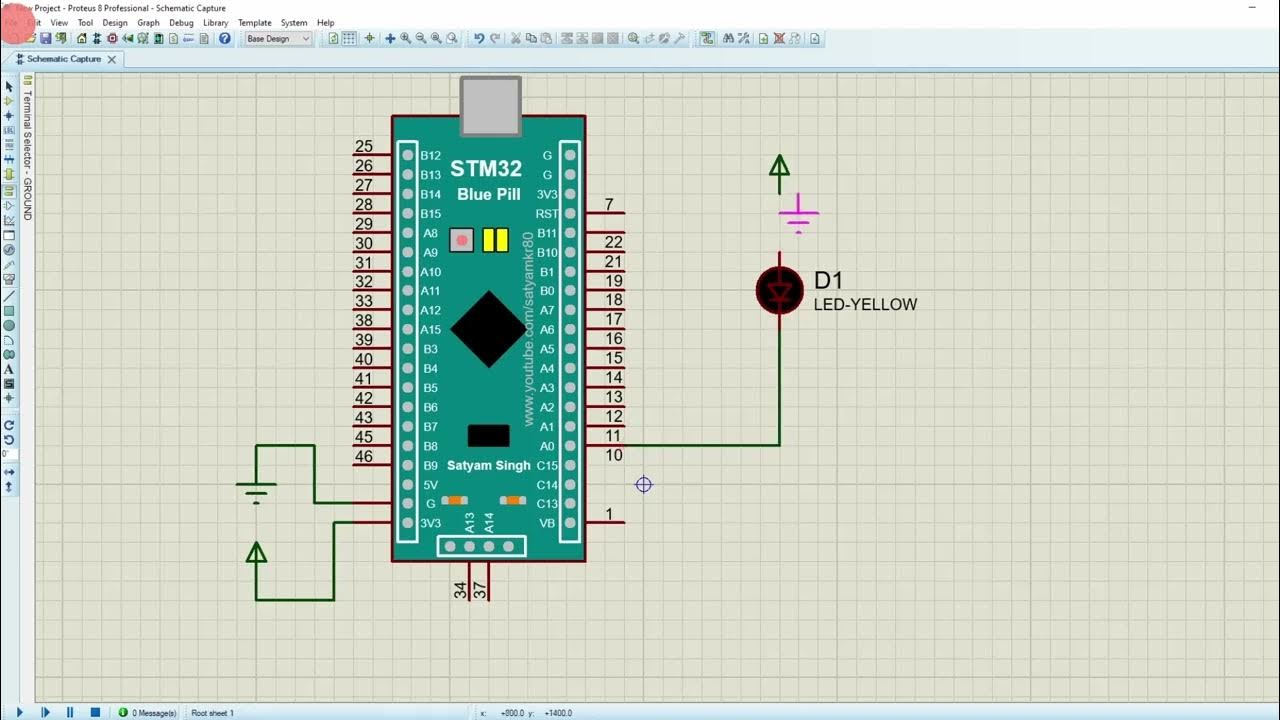 New Project - Proteus 8 Professional - Schematic Capture
File Edit View Tool Design Graph Debug Library Template System Help
Base Design
Schematic Capture
Terminal Selector - GROUND
STM32
Blue Pill
www.youtube.com/satyamkr80
Satyam Singh
25 B12
26 B13
27 B14
28 B15
29 A8
30 A9
31 A10
32 A11
33 A12
38 A15
39 B3
40 B4
41 B5
42 B6
43 B7
45 B8
46 B9
5V
G
3V3
G
G
3V3
RST 7
B11
B10 22
B1 21
B0 19
A7 18
A6 17
A5 16
A4 15
A3 14
A2 13
A1 12
A0 11
C15 10
C14
C13
VB 1
A13 A14
34 37
D1
LED-YELLOW
0°
0 Message(s) Root sheet 1 x: +800.0 y: +1400.0